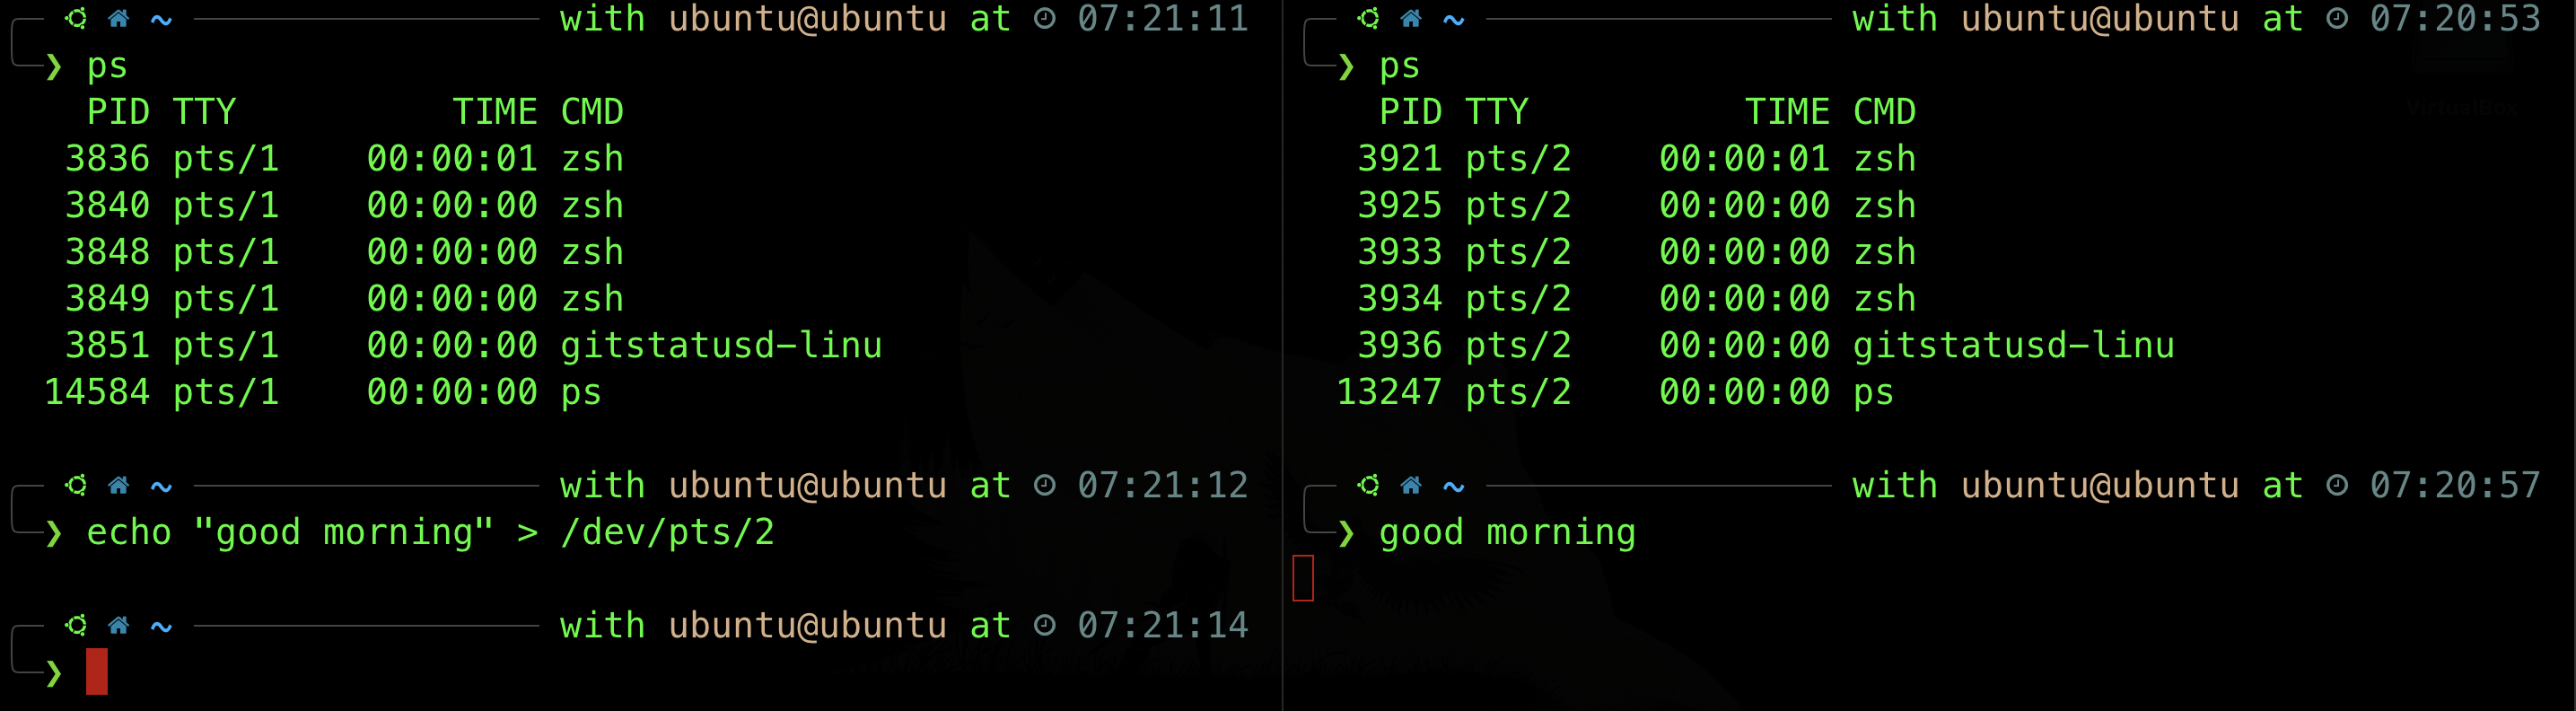 ~ with ubuntu@ubuntu at 07:21:11
❯ ps
PID TTY TIME CMD
3836 pts/1 00:00:01 zsh
3840 pts/1 00:00:00 zsh
3848 pts/1 00:00:00 zsh
3849 pts/1 00:00:00 zsh
3851 pts/1 00:00:00 gitstatusd-linu
14584 pts/1 00:00:00 ps
~ with ubuntu@ubuntu at 07:21:12
❯ echo "good morning" > /dev/pts/2
~ with ubuntu@ubuntu at 07:21:14
❯
~ with ubuntu@ubuntu at 07:20:53
❯ ps
PID TTY TIME CMD
3921 pts/2 00:00:01 zsh
3925 pts/2 00:00:00 zsh
3933 pts/2 00:00:00 zsh
3934 pts/2 00:00:00 zsh
3936 pts/2 00:00:00 gitstatusd-linu
13247 pts/2 00:00:00 ps
~ with ubuntu@ubuntu at 07:20:57
❯ good morning
VirtualBox